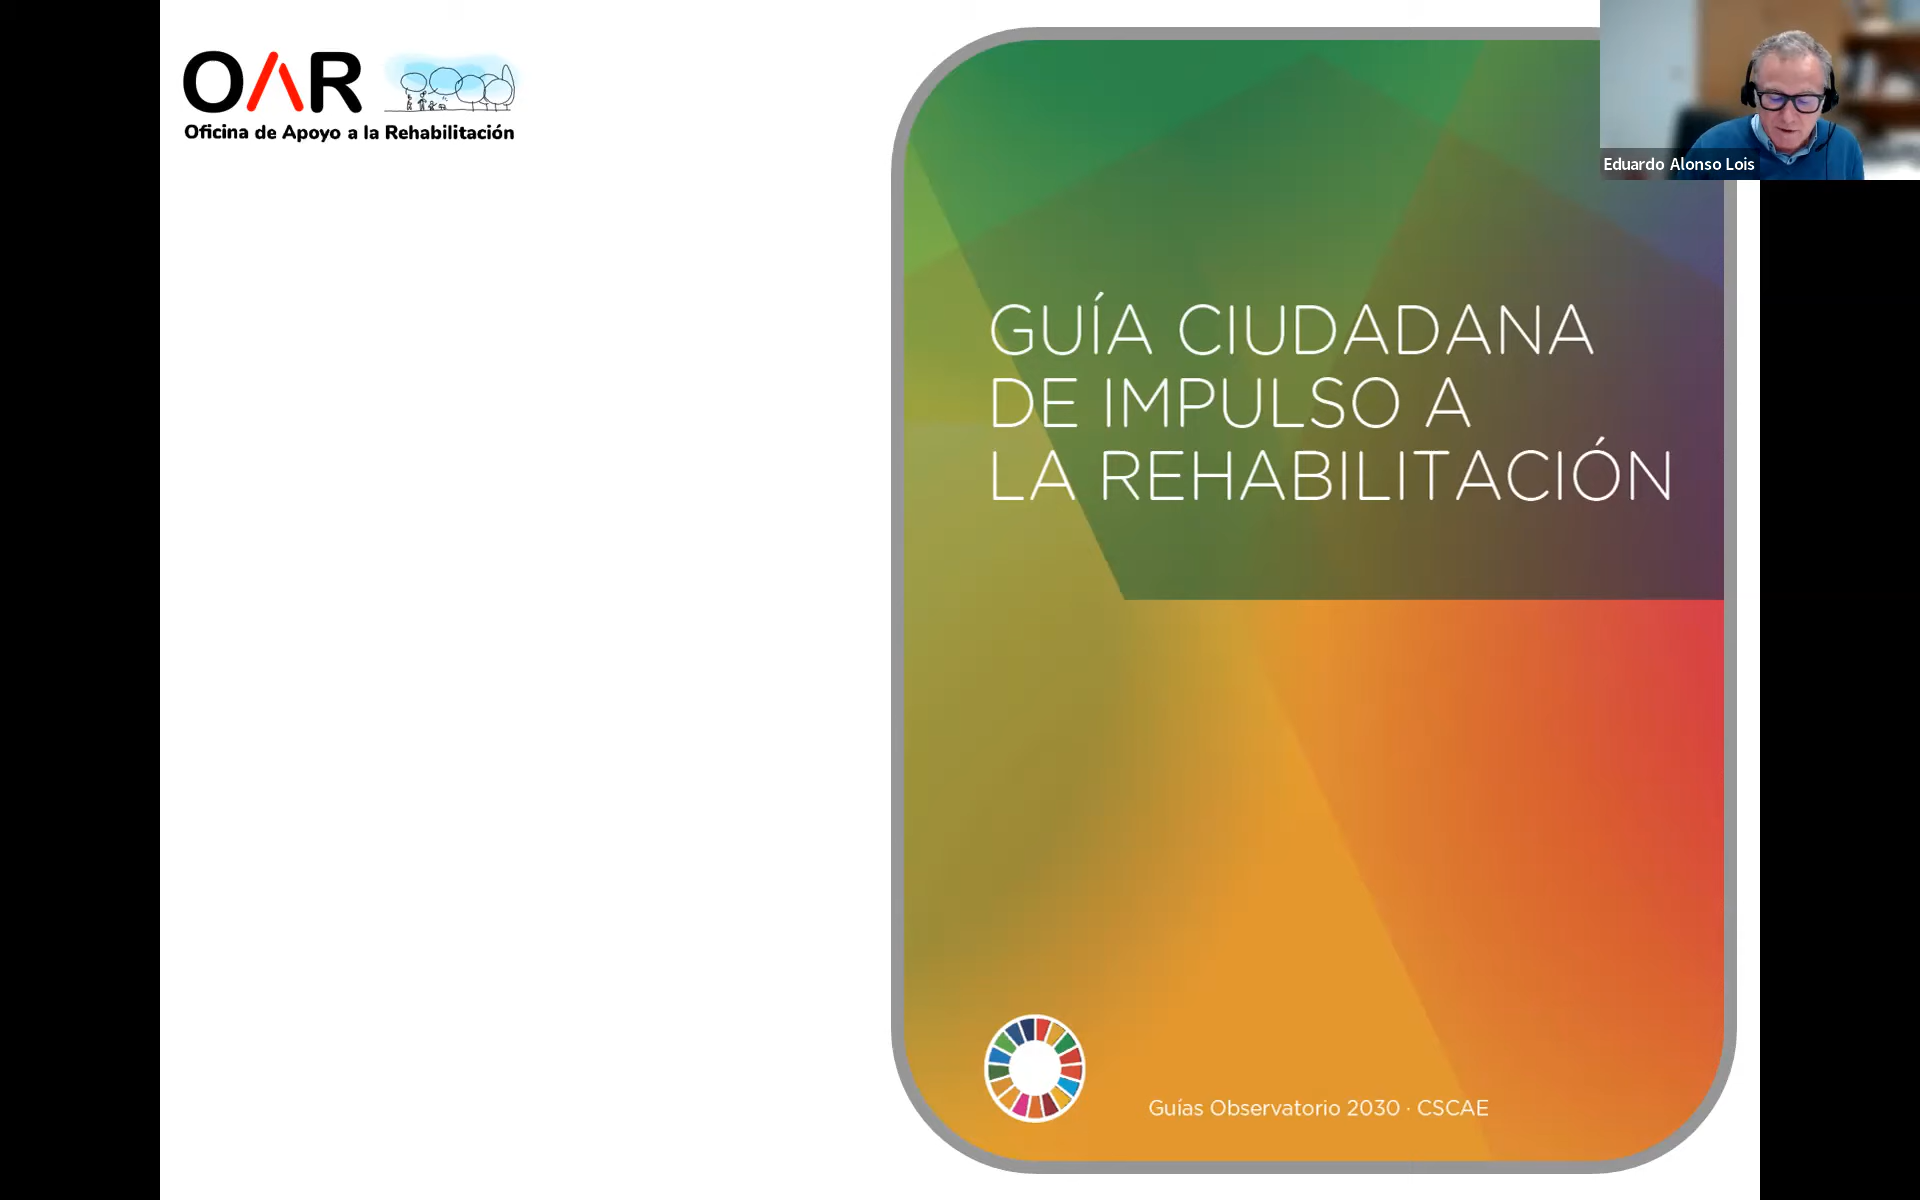 OAR
Oficina de Apoyo a la Rehabilitación
Eduardo Alonso Lois
GUÍA CIUDADANA
DE IMPULSO A
LA REHABILITACIÓN
Guías Observatorio 2030 · CSCAE